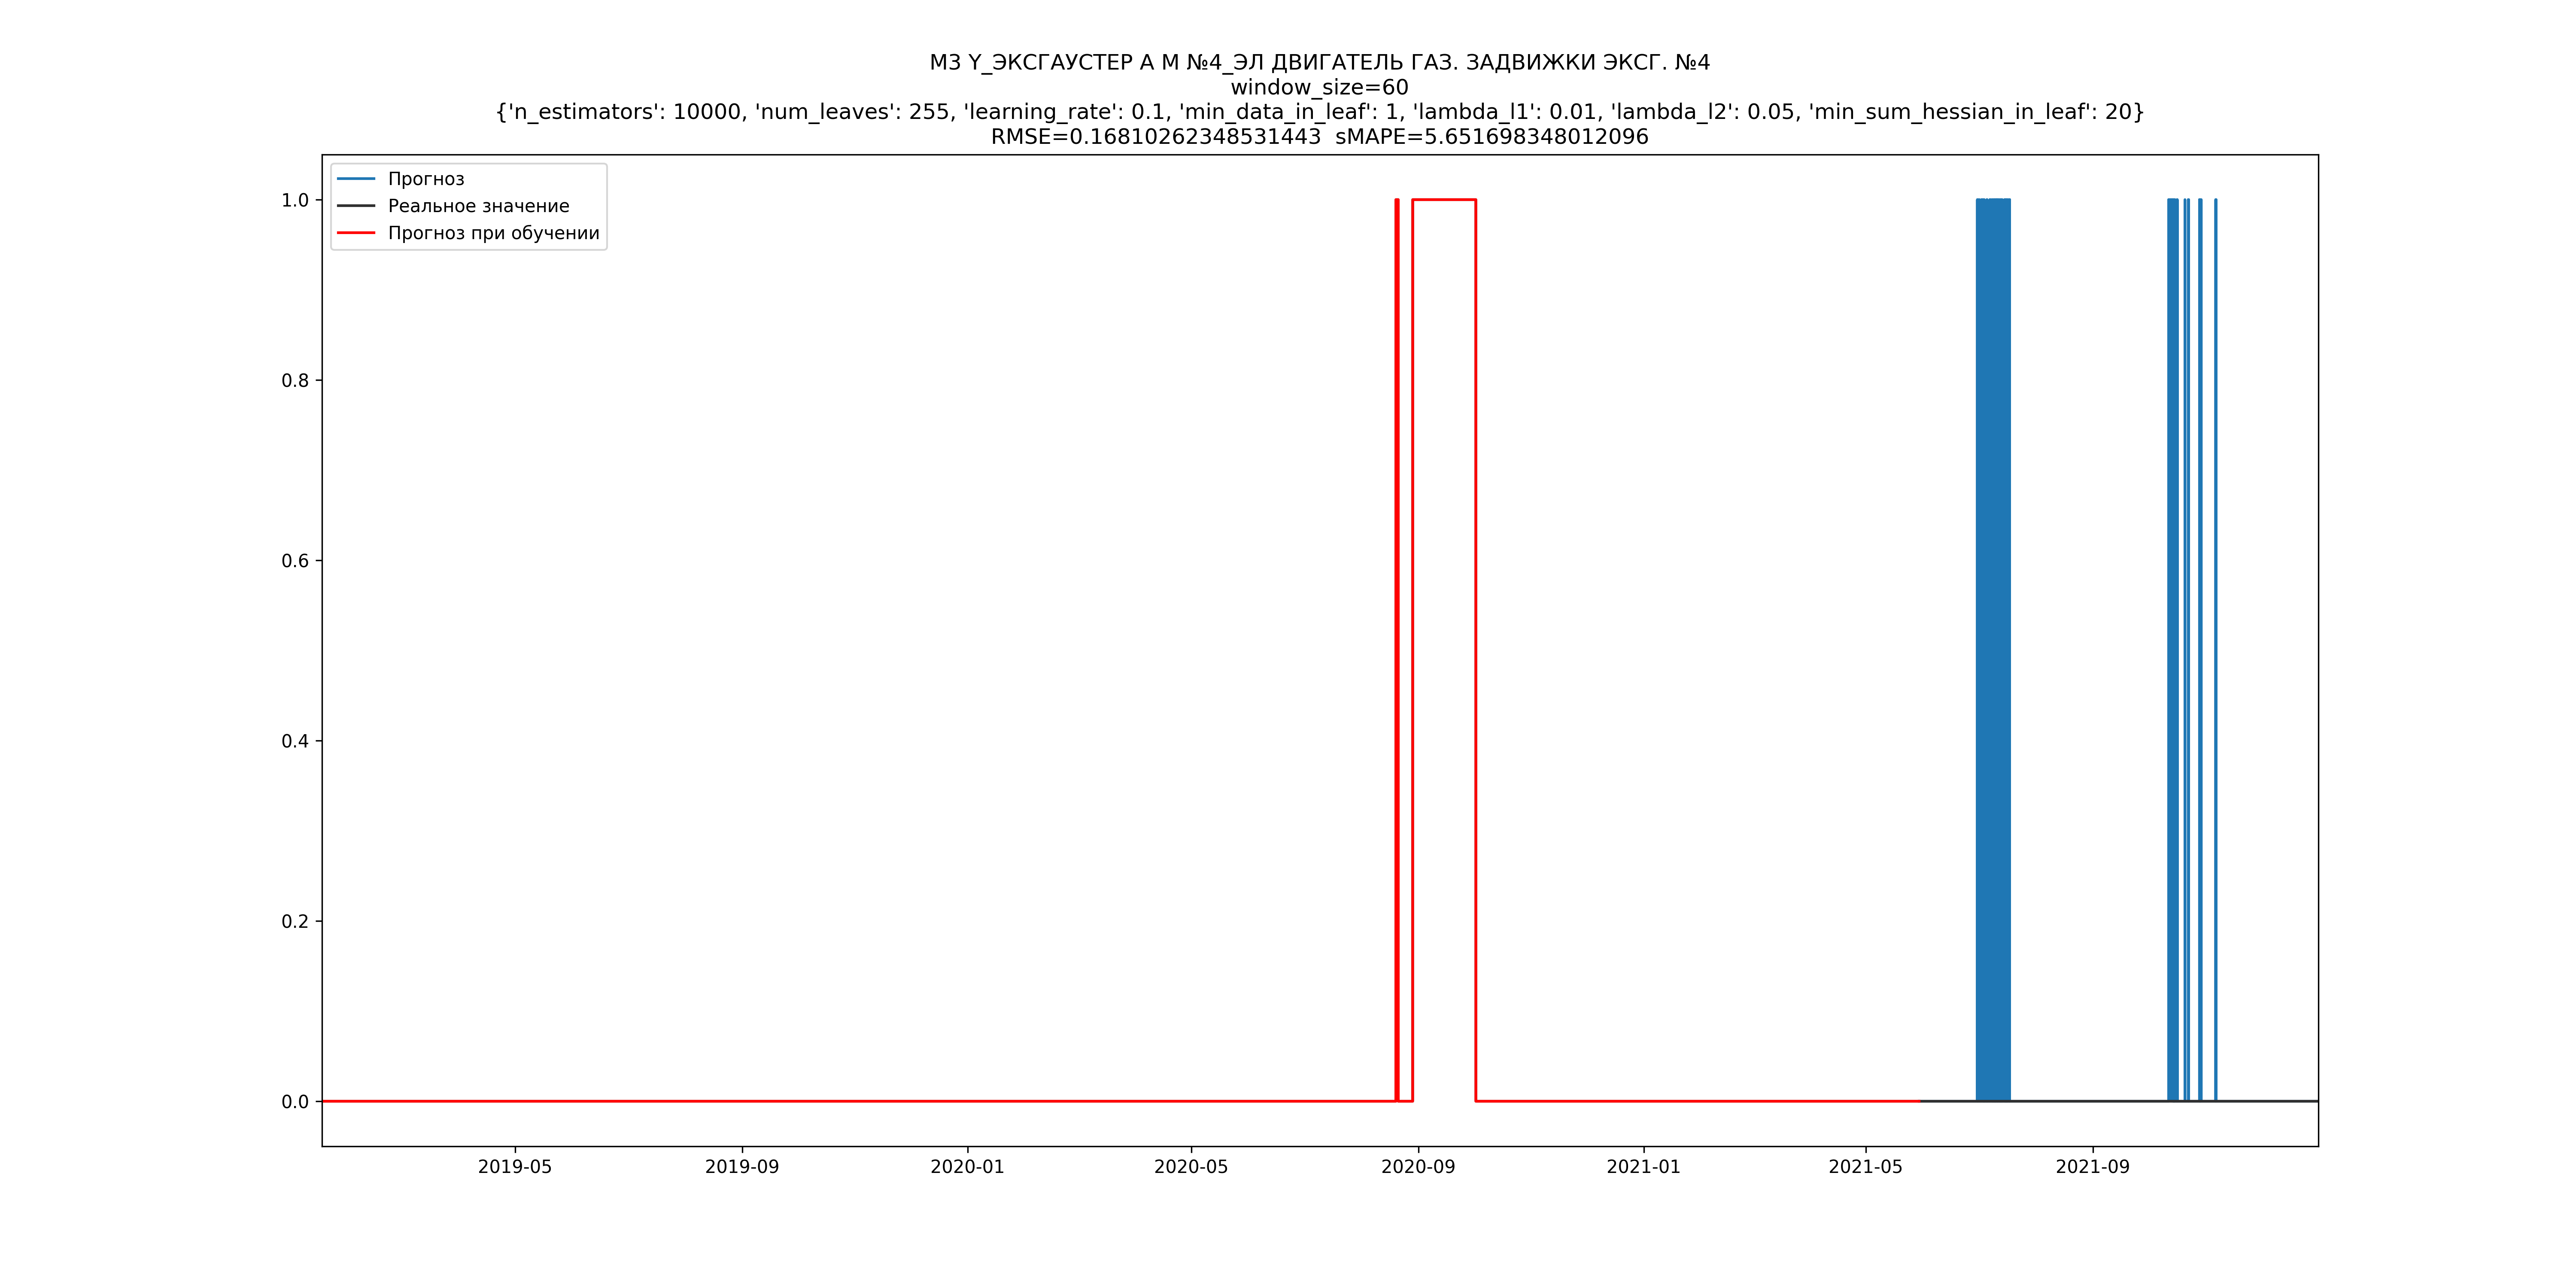 М3 Y_ЭКСГАУСТЕР А М №4_ЭЛ ДВИГАТЕЛЬ ГАЗ. ЗАДВИЖКИ ЭКСГ. №4
window_size=60
{'n_estimators': 10000, 'num_leaves': 255, 'learning_rate': 0.1, 'min_data_in_leaf': 1, 'lambda_l1': 0.01, 'lambda_l2': 0.05, 'min_sum_hessian_in_leaf': 20}
RMSE=0.16810262348531443  sMAPE=5.651698348012096
Прогноз
Реальное значение
Прогноз при обучении
1.0
0.8
0.6
0.4
0.2
0.0
2019-05
2019-09
2020-01
2020-05
2020-09
2021-01
2021-05
2021-09